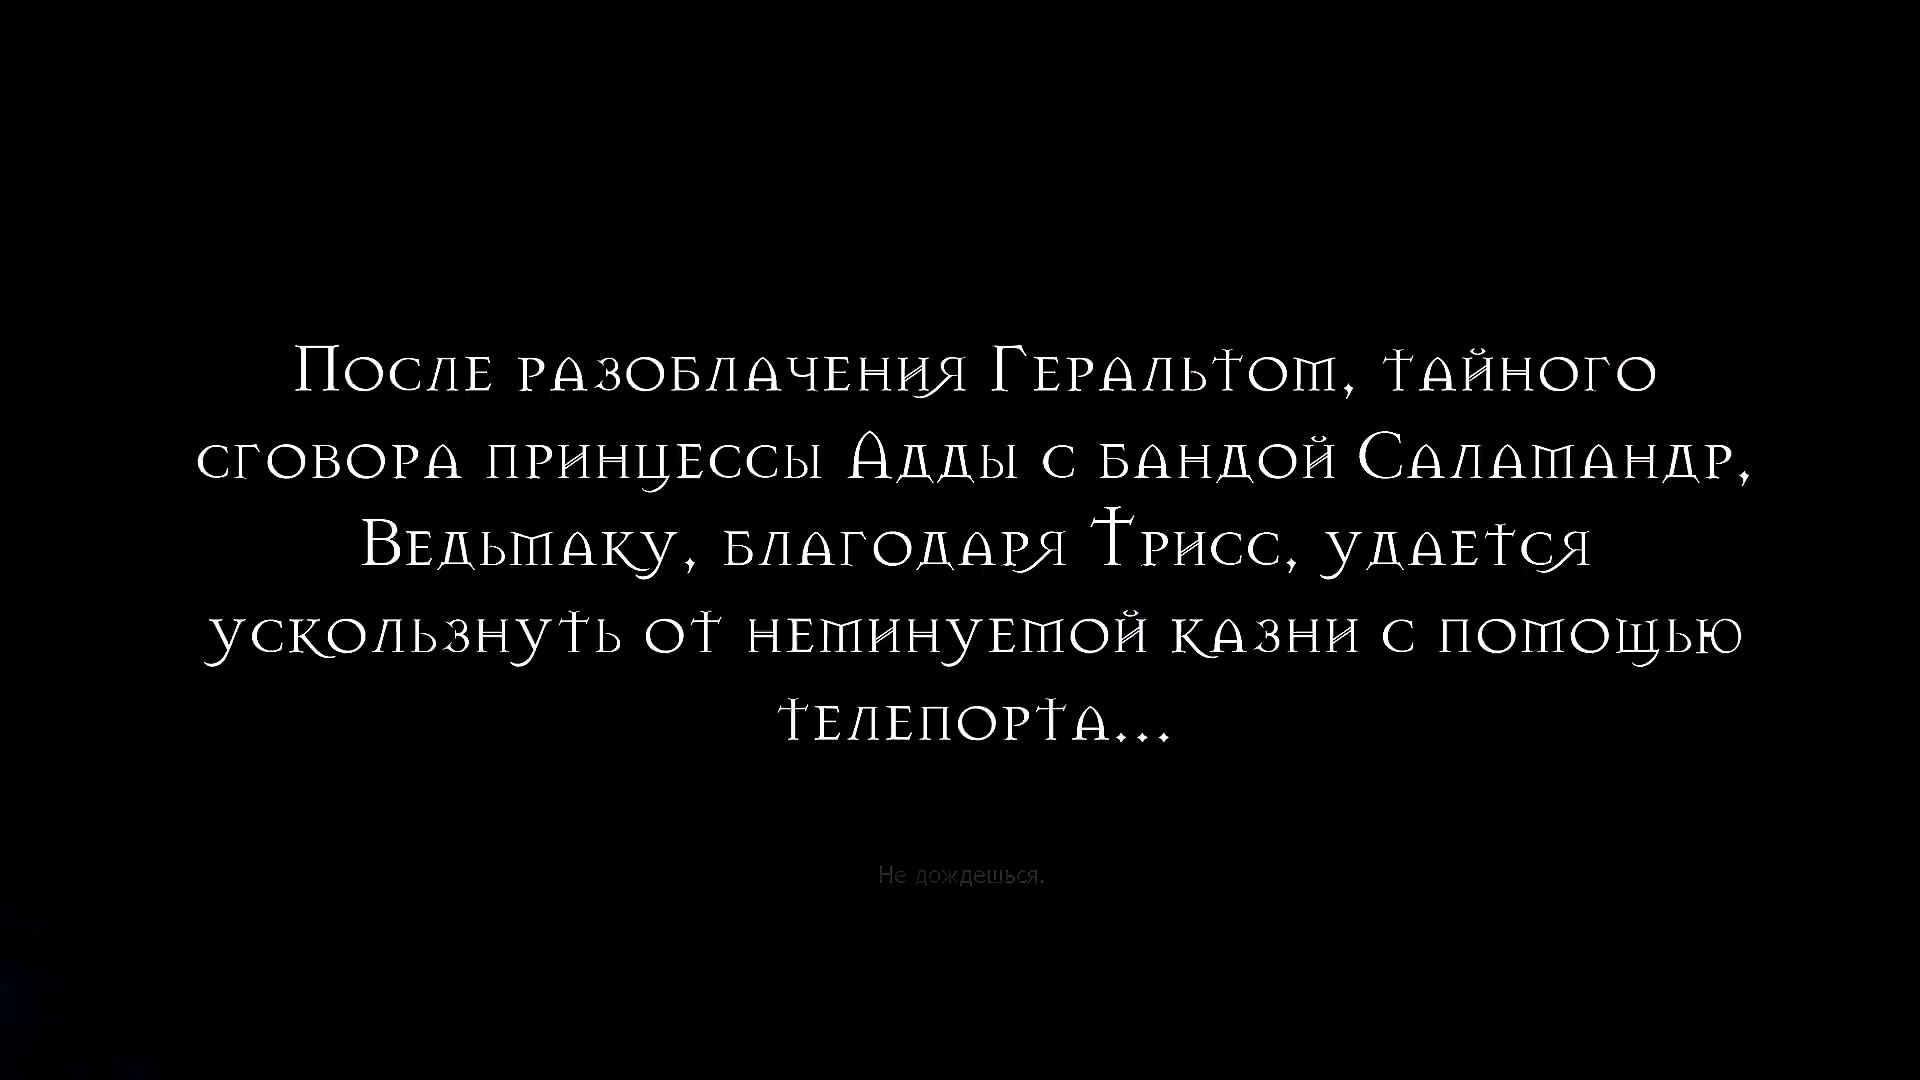 После разоблачения Геральтом, тайного
сговора принцессы Адды с бандой Саламандр,
Ведьмаку, благодаря Трисс, удается
ускользнуть от неминуемой казни с помощью
телепорта...
Не дождешься.